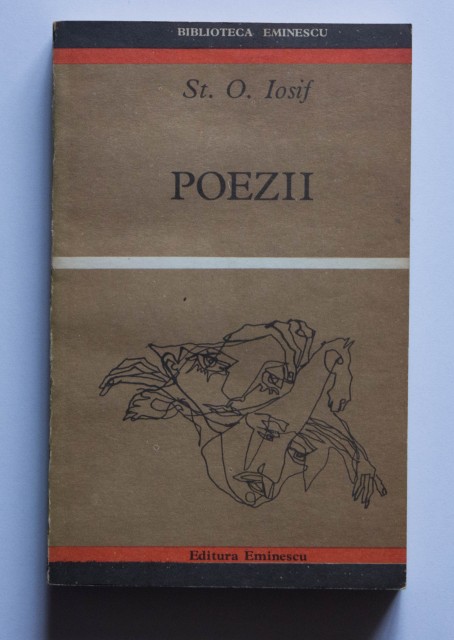 BIBLIOTECA EMINESCU
St. O. Iosif
POEZII
Editura Eminescu